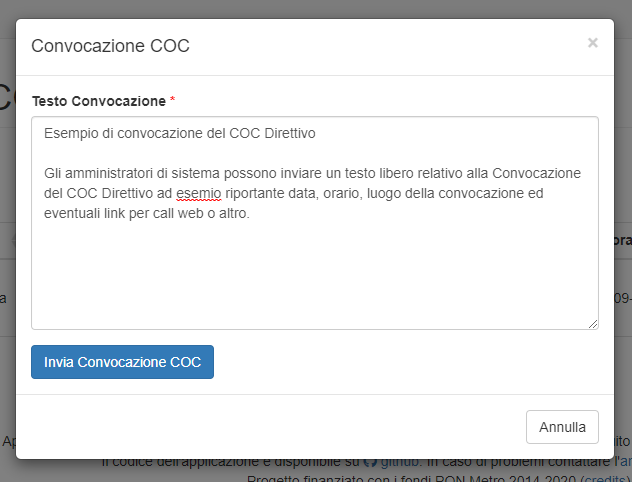 Convocazione COC
×
Testo Convocazione *
Esempio di convocazione del COC Direttivo
Gli amministratori di sistema possono inviare un testo libero relativo alla Convocazione
del COC Direttivo ad esemio riportante data, orario, luogo della convocazione ed
eventuali link per call web o altro.
Invia Convocazione COC
Annulla
Il codice dell'applicazione è disponibile su github. In caso di problemi contattare l'
Progetto finanziato con i fondi PON Metro 2014-2020 (credits)